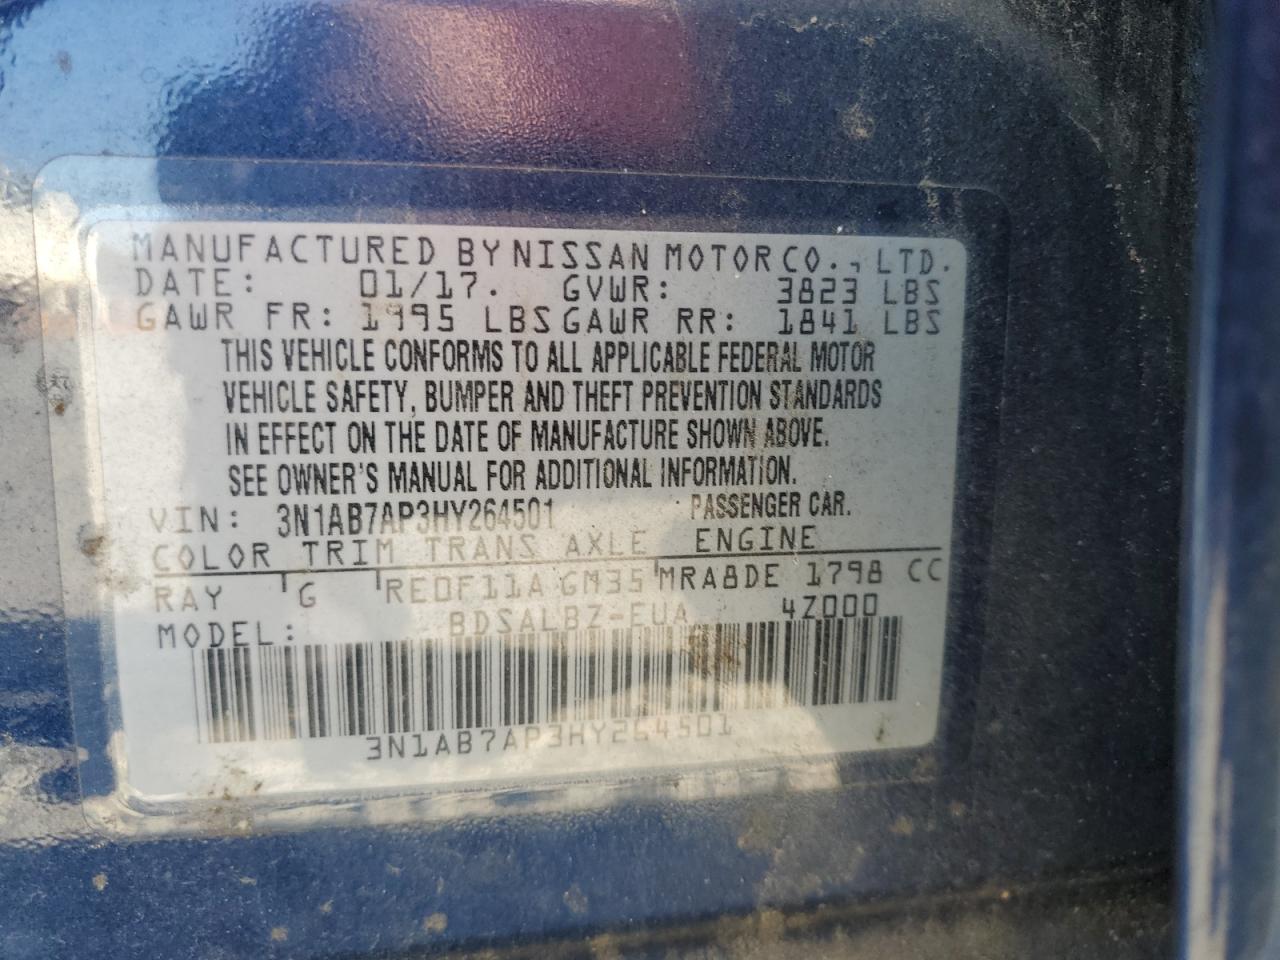 MANUFACTURED BY NISSAN MOTOR CO., LTD.
DATE: 01/17. GVWR: 3823 LBS
GAWR FR: 1995 LBS GAWR RR: 1841 LBS
THIS VEHICLE CONFORMS TO ALL APPLICABLE FEDERAL MOTOR
VEHICLE SAFETY, BUMPER AND THEFT PREVENTION STANDARDS
IN EFFECT ON THE DATE OF MANUFACTURE SHOWN ABOVE.
SEE OWNER'S MANUAL FOR ADDITIONAL INFORMATION.
VIN: 3N1AB7AP3HY264501 PASSENGER CAR.
COLOR TRIM TRANS AXLE ENGINE
RAY G RE0F11A GM35 MRA8DE 1798 CC
MODEL: BDSALBZ-EUA 4Z000
3N1AB7AP3HY264501